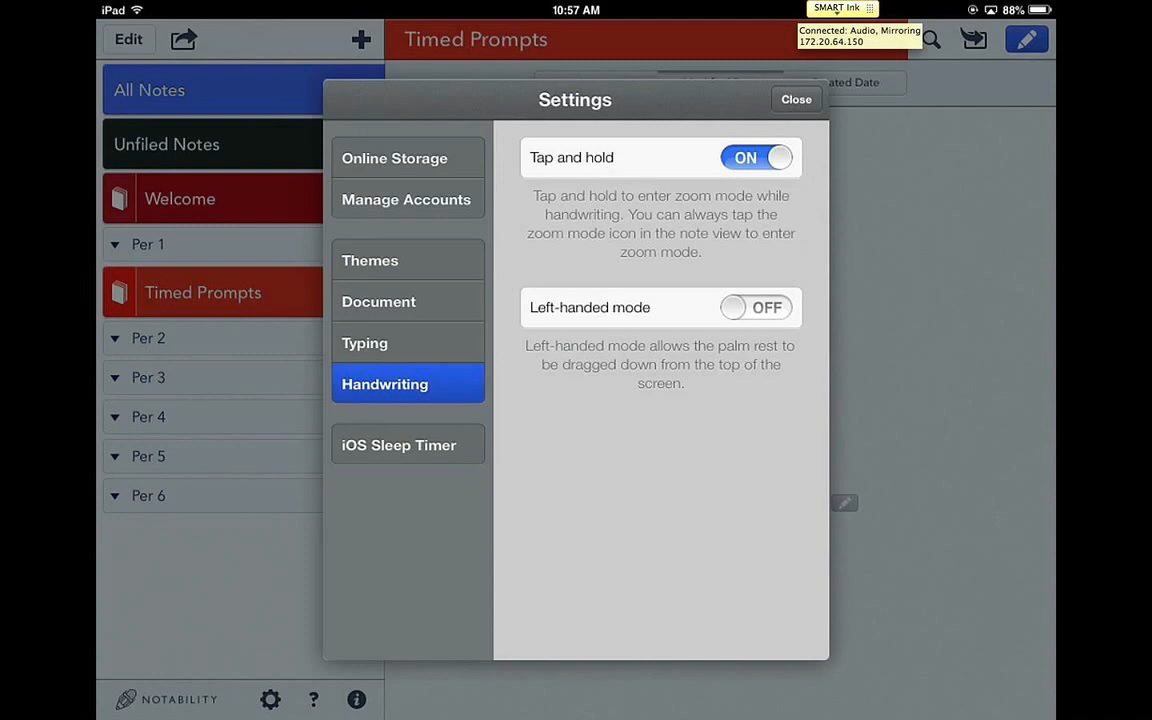 iPad
10:57 AM
SMART Ink
88%
Connected: Audio, Mirroring
172.20.64.150
Edit
Timed Prompts
All Notes
Unfiled Notes
Welcome
Per 1
Timed Prompts
Per 2
Per 3
Per 4
Per 5
Per 6
NOTABILITY
?
i
ated Date
Settings
Close
Online Storage
Manage Accounts
Themes
Document
Typing
Handwriting
iOS Sleep Timer
Tap and hold
ON
Tap and hold to enter zoom mode while
handwriting. You can always tap the
zoom mode icon in the note view to enter
zoom mode.
Left-handed mode
OFF
Left-handed mode allows the palm rest to
be dragged down from the top of the
screen.